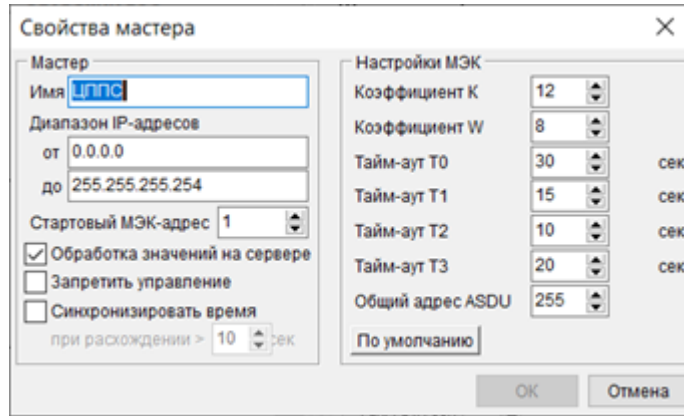 Свойства мастера
Мастер
Имя ЦППС
Диапазон IP-адресов
от 0.0.0.0
до 255.255.255.254
Стартовый МЭК-адрес 1
Обработка значений на сервере
Запретить управление
Синхронизировать время
при расхождении > 10 сек
Настройки МЭК
Коэффициент K 12
Коэффициент W 8
Тайм-аут T0 30 сек
Тайм-аут T1 15 сек
Тайм-аут T2 10 сек
Тайм-аут T3 20 сек
Общий адрес ASDU 255
По умолчанию
OK Отмена